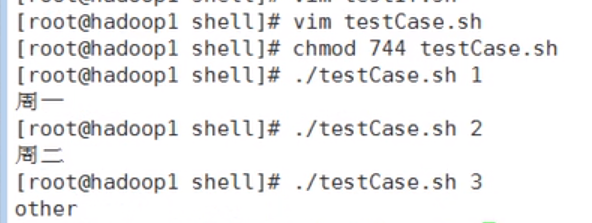 [root@hadoop1 shell]# vim testCase.sh
[root@hadoop1 shell]# chmod 744 testCase.sh
[root@hadoop1 shell]# ./testCase.sh 1
周一
[root@hadoop1 shell]# ./testCase.sh 2
周二
[root@hadoop1 shell]# ./testCase.sh 3
other